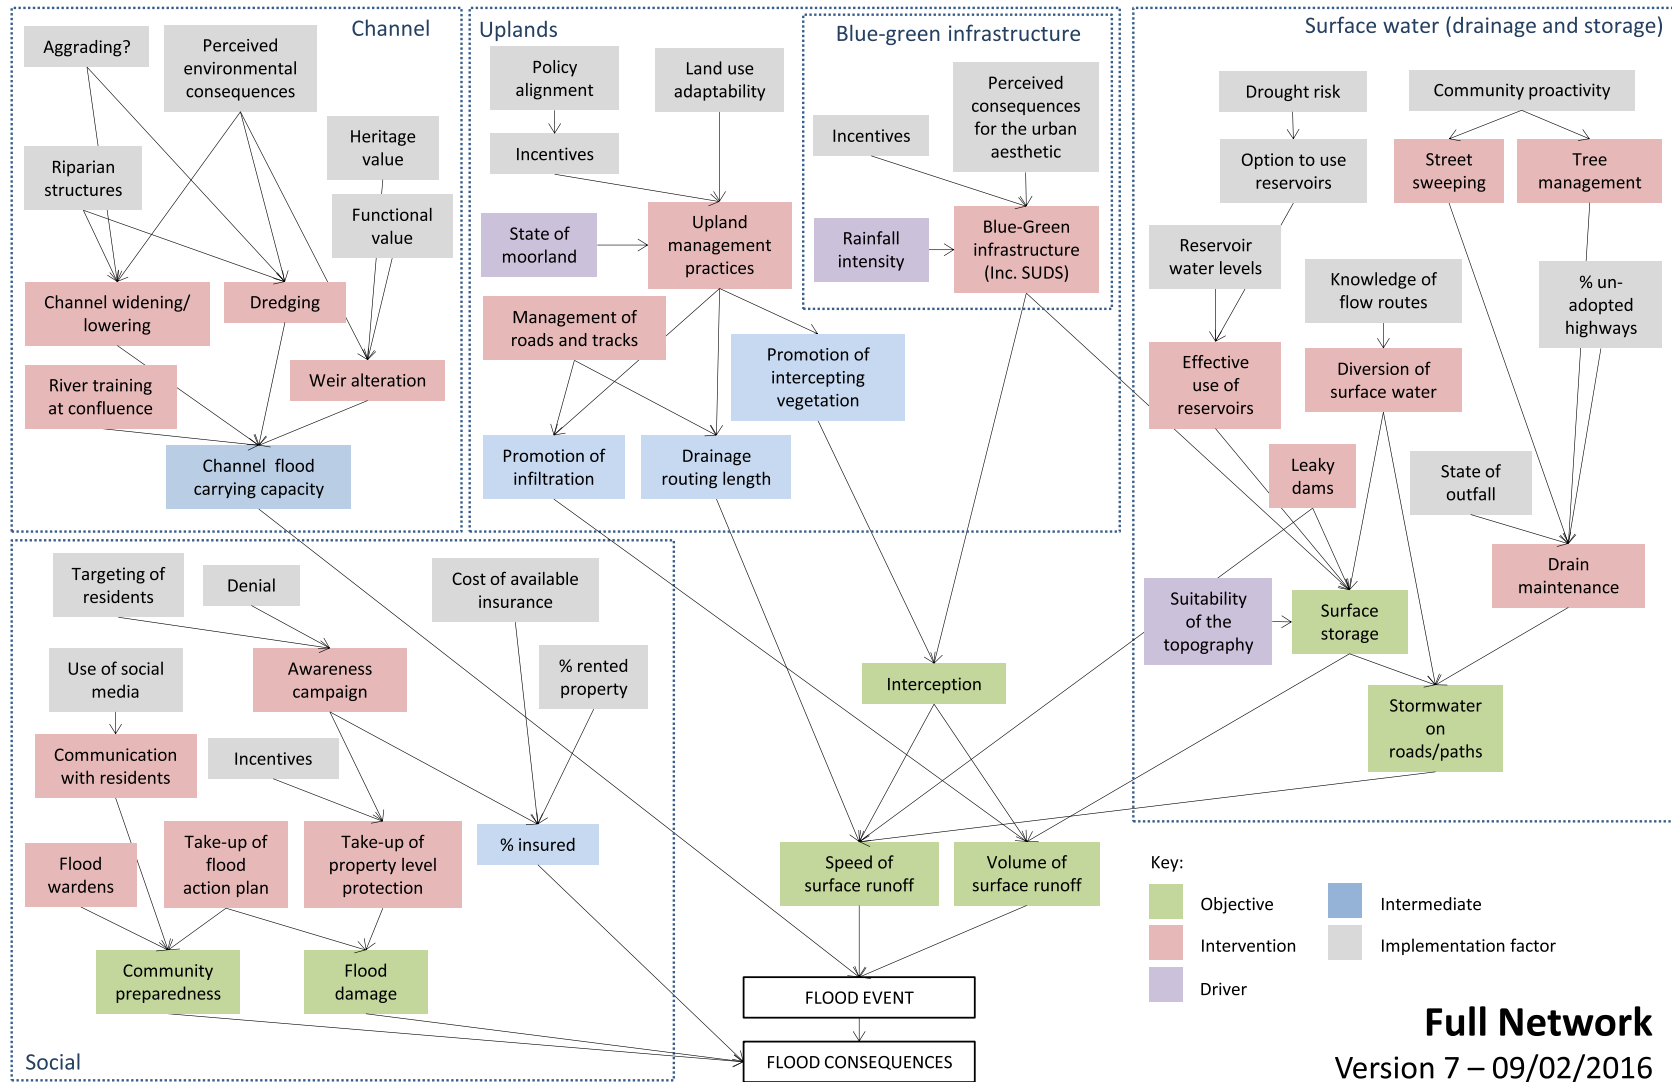 Channel
Aggrading?
Perceived
environmental
consequences
Heritage
value
Riparian
structures
Functional
value
Channel widening/
lowering
Dredging
River training
at confluence
Weir alteration
Channel flood
carrying capacity
Uplands
Policy
alignment
Land use
adaptability
Incentives
State of
moorland
Upland
management
practices
Management of
roads and tracks
Promotion of
intercepting
vegetation
Promotion of
infiltration
Drainage
routing length
Blue-green infrastructure
Perceived
consequences
for the urban
aesthetic
Incentives
Rainfall
intensity
Blue-Green
infrastructure
(Inc. SUDS)
Surface water (drainage and storage)
Drought risk
Community proactivity
Option to use
reservoirs
Street
sweeping
Tree
management
Reservoir
water levels
Knowledge of
flow routes
% un-
adopted
highways
Effective
use of
reservoirs
Diversion of
surface water
Leaky
dams
State of
outfall
Drain
maintenance
Suitability
of the
topography
Surface
storage
Stormwater
on
roads/paths
Interception
Speed of
surface runoff
Volume of
surface runoff
FLOOD EVENT
FLOOD CONSEQUENCES
Targeting of
residents
Denial
Cost of available
insurance
Use of social
media
Awareness
campaign
% rented
property
Communication
with residents
Incentives
Flood
wardens
Take-up of
flood
action plan
Take-up of
property level
protection
% insured
Community
preparedness
Flood
damage
Social
Key:
Objective
Intermediate
Intervention
Implementation factor
Driver
Full Network
Version 7 – 09/02/2016